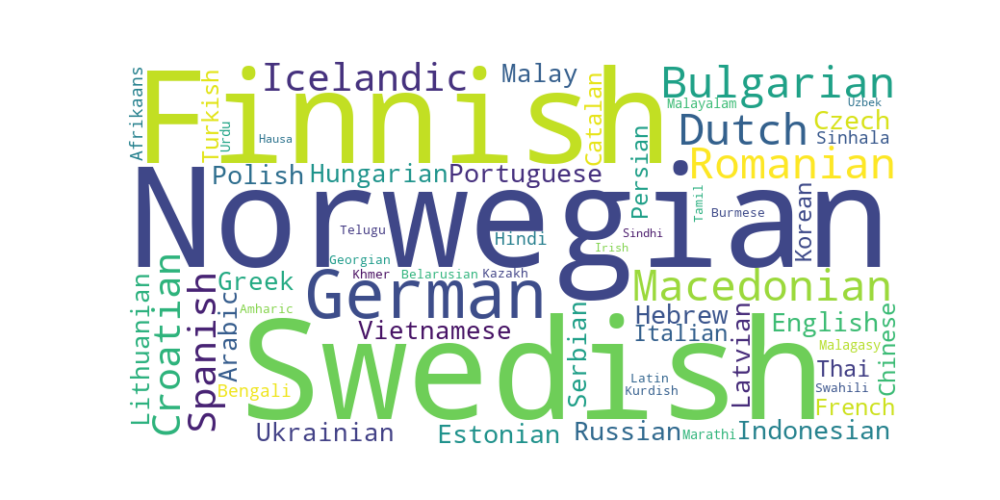 Finnish
Norwegian
Swedish
German
Icelandic
Malay
Bulgarian
Malayalam
Uzbek
Dutch
Czech
Sinhala
Romanian
Afrikaans
Turkish
Urdu
Hausa
Catalan
Persian
Polish
Hungarian
Portuguese
Tamil
Burmese
Korean
Telugu
Hindi
Sindhi
Irish
Georgian
Khmer
Belarusian
Kazakh
Macedonian
Lithuanian
Croatian
Spanish
Greek
Arabic
Amharic
Vietnamese
Serbian
Hebrew
Italian
Latvian
English
Chinese
Malagasy
Thai
Swahili
French
Latin
Kurdish
Bengali
Ukrainian
Estonian
Russian
Marathi
Indonesian